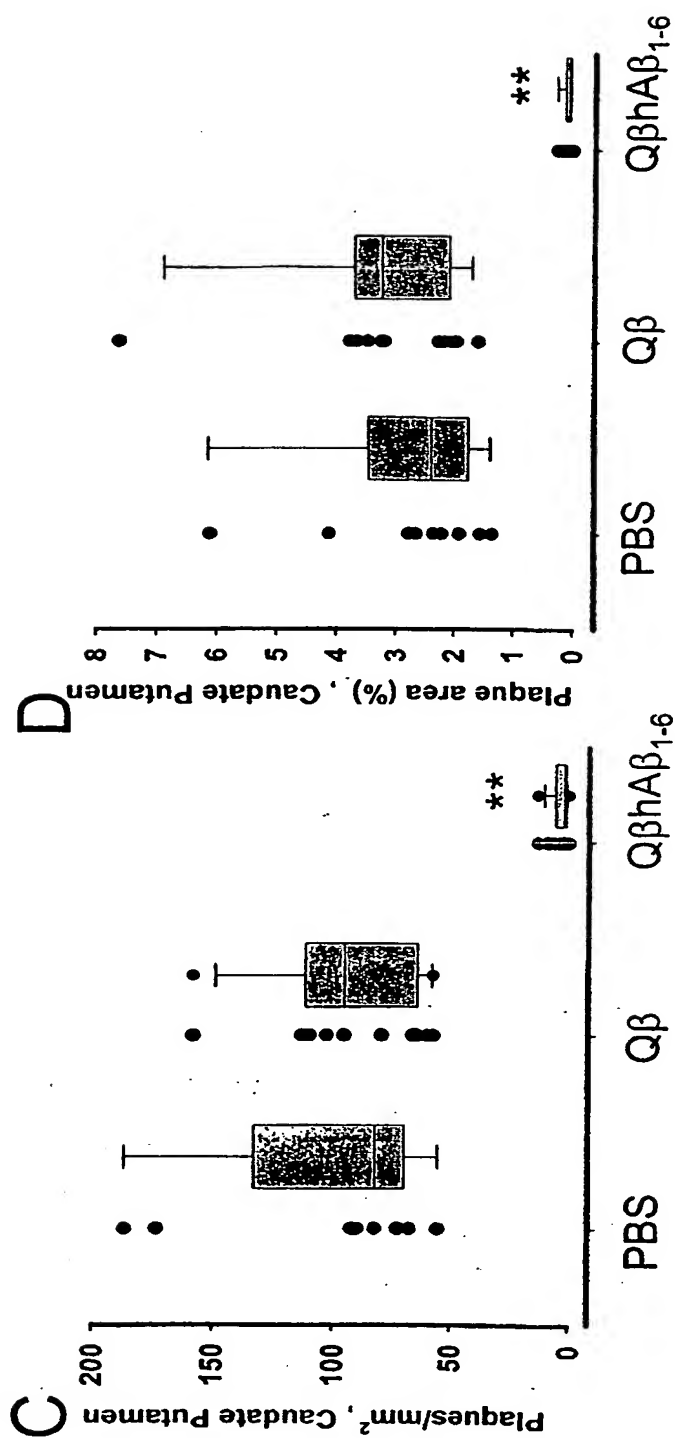 C
Plaques/mm², Caudate Putamen
200
150
100
50
0
**
PBS
Qβ
QβhAβ1-6
D
Plaque area (%) , Caudate Putamen
8
7
6
5
4
3
2
1
0
**
PBS
Qβ
QβhAβ1-6